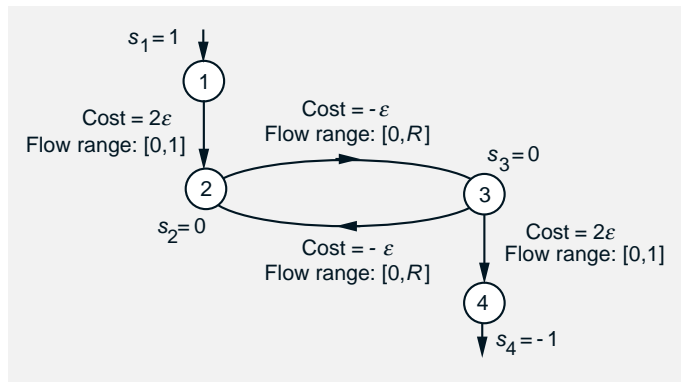 s1=1
1
Cost = 2ε
Flow range: [0,1]
Cost = -ε
Flow range: [0,R]
s3=0
2
3
s2=0
Cost = - ε
Flow range: [0,R]
Cost = 2ε
Flow range: [0,1]
4
s4=-1